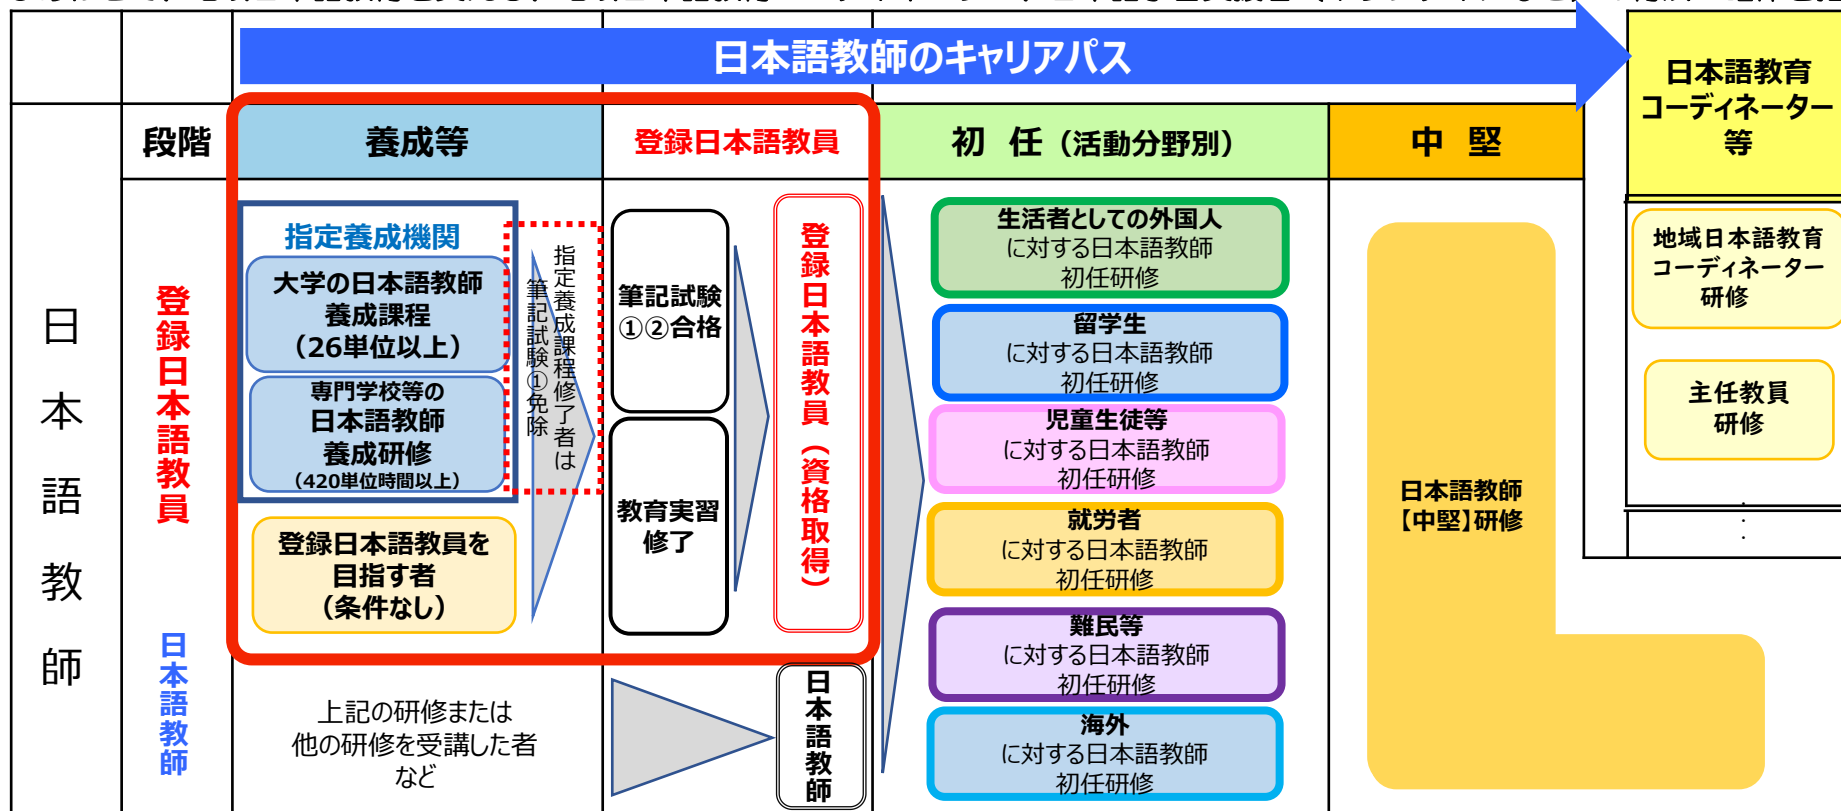 日本語教師のキャリアパス
日本語教育
コーディネーター
等
段階
養成等
登録日本語教員
初 任（活動分野別）
中 堅
日本語教師
登録日本語教員
日本語教師
指定養成機関
大学の日本語教師
養成課程
（26単位以上）
専門学校等の
日本語教師
養成研修
（420単位時間以上）
指定養成課程修了者は
筆記試験①免除
登録日本語教員を
目指す者
（条件なし）
上記の研修または
他の研修を受講した者
など
筆記試験
①②合格
教育実習
修了
登録日本語教員（資格取得）
日本語教師
生活者としての外国人
に対する日本語教師
初任研修
留学生
に対する日本語教師
初任研修
児童生徒等
に対する日本語教師
初任研修
就労者
に対する日本語教師
初任研修
難民等
に対する日本語教師
初任研修
海外
に対する日本語教師
初任研修
日本語教師
【中堅】研修
地域日本語教育
コーディネーター
研修
主任教員
研修